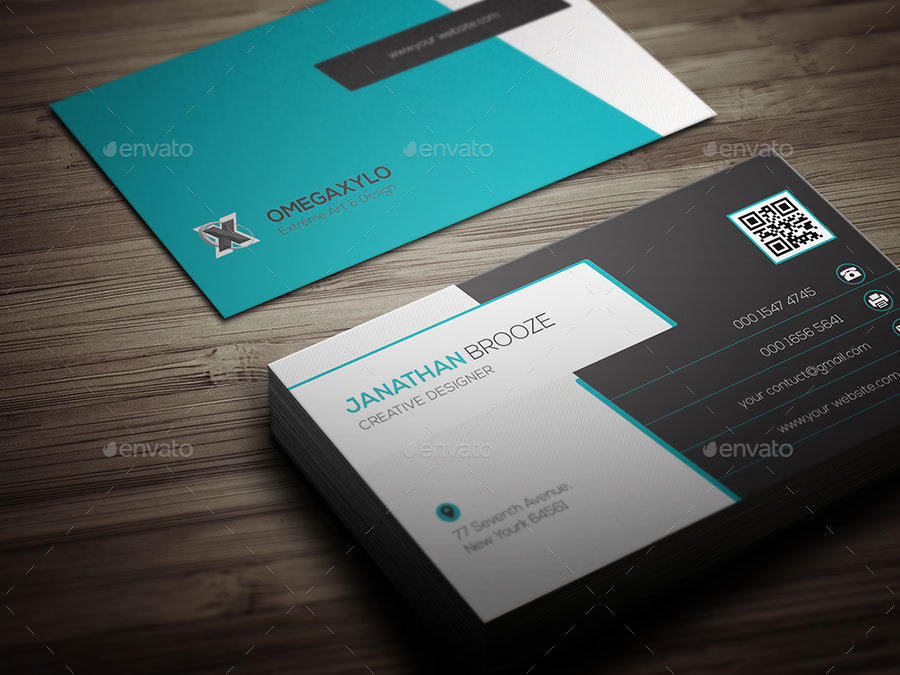 www.your website.com
OMEGAXYLO
Extreme Art & Design
X
JANATHAN BROOZE
CREATIVE DESIGNER
77 Seventh Avenue,
New Yourk 64561
000 1547 4745
000 1656 5641
your contuct@gmail.com
www.your website.com
envato
envato
envato
envato
envato
envato